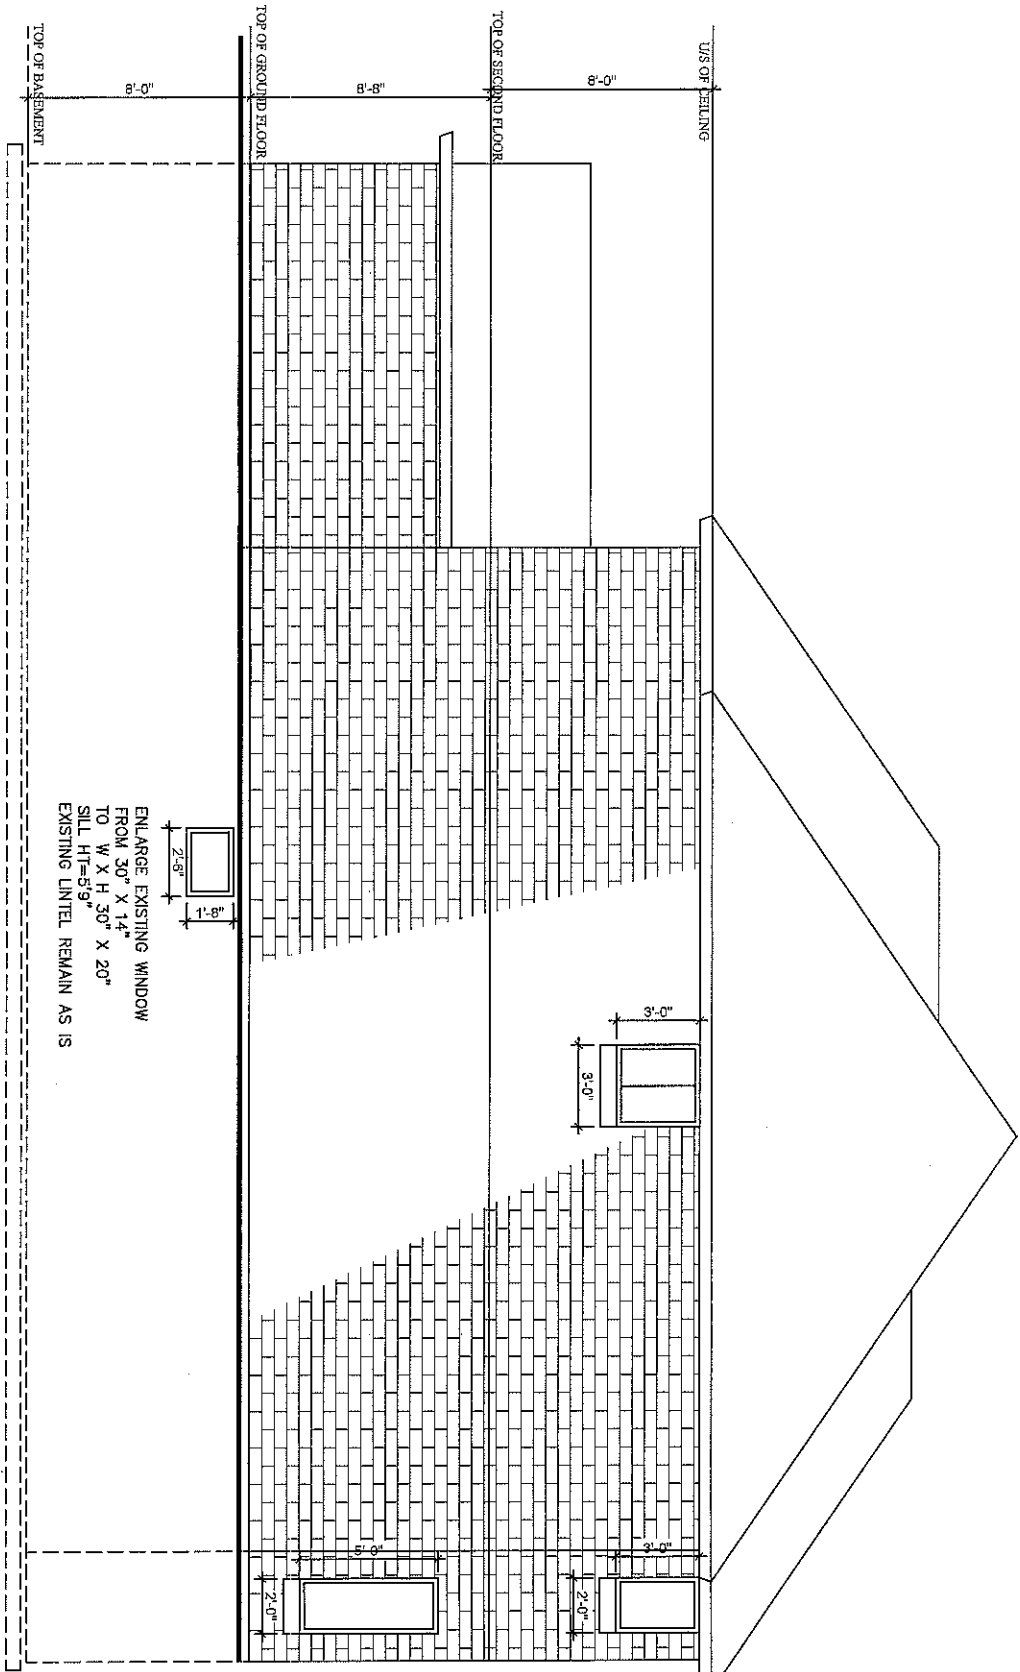 U/S OF CEILING
8'-0"
TOP OF SECOND FLOOR
8'-8"
TOP OF GROUND FLOOR
8'-0"
TOP OF BASEMENT
3'-0"
3'-0"
3'-0"
2'-0"
5'-0"
2'-0"
2'-6"
1'-8"
ENLARGE EXISTING WINDOW
FROM 30" X 14"
TO W X H 30" X 20"
SILL HT=5'9"
EXISTING LINTEL REMAIN AS IS